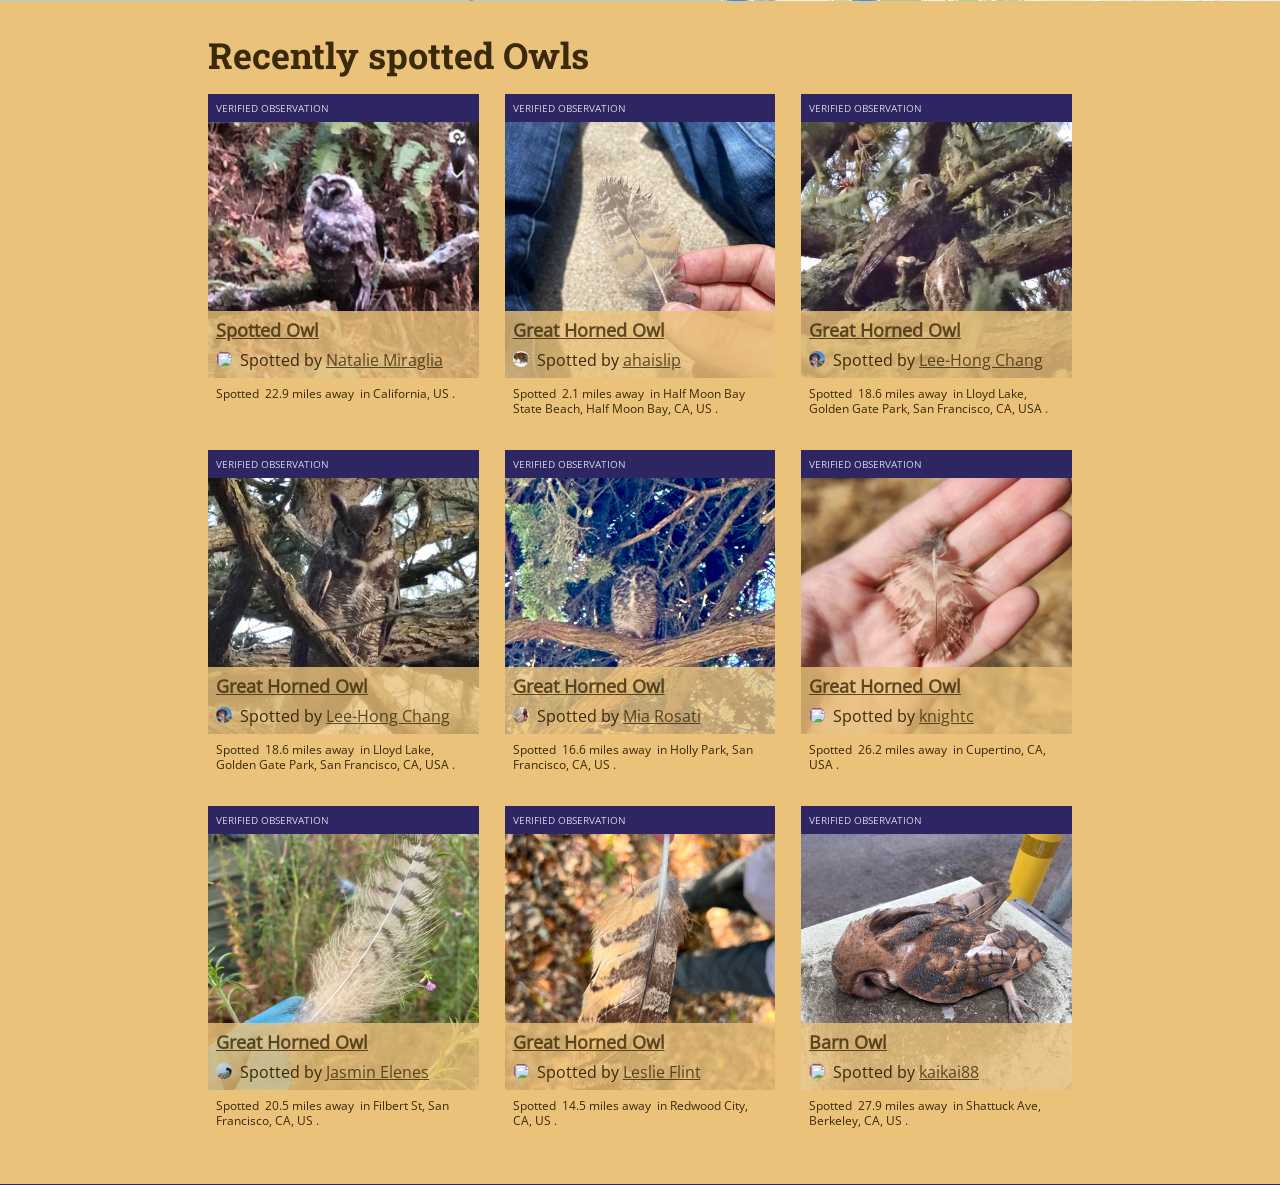 Recently spotted Owls
VERIFIED OBSERVATION
Spotted Owl
Spotted by Natalie Miraglia
Spotted 22.9 miles away in California, US .
VERIFIED OBSERVATION
Great Horned Owl
Spotted by ahaislip
Spotted 2.1 miles away in Half Moon Bay
State Beach, Half Moon Bay, CA, US .
VERIFIED OBSERVATION
Great Horned Owl
Spotted by Lee-Hong Chang
Spotted 18.6 miles away in Lloyd Lake,
Golden Gate Park, San Francisco, CA, USA .
VERIFIED OBSERVATION
Great Horned Owl
Spotted by Lee-Hong Chang
Spotted 18.6 miles away in Lloyd Lake,
Golden Gate Park, San Francisco, CA, USA .
VERIFIED OBSERVATION
Great Horned Owl
Spotted by Mia Rosati
Spotted 16.6 miles away in Holly Park, San
Francisco, CA, US .
VERIFIED OBSERVATION
Great Horned Owl
Spotted by knightc
Spotted 26.2 miles away in Cupertino, CA,
USA .
VERIFIED OBSERVATION
Great Horned Owl
Spotted by Jasmin Elenes
Spotted 20.5 miles away in Filbert St, San
Francisco, CA, US .
VERIFIED OBSERVATION
Great Horned Owl
Spotted by Leslie Flint
Spotted 14.5 miles away in Redwood City,
CA, US .
VERIFIED OBSERVATION
Barn Owl
Spotted by kaikai88
Spotted 27.9 miles away in Shattuck Ave,
Berkeley, CA, US .